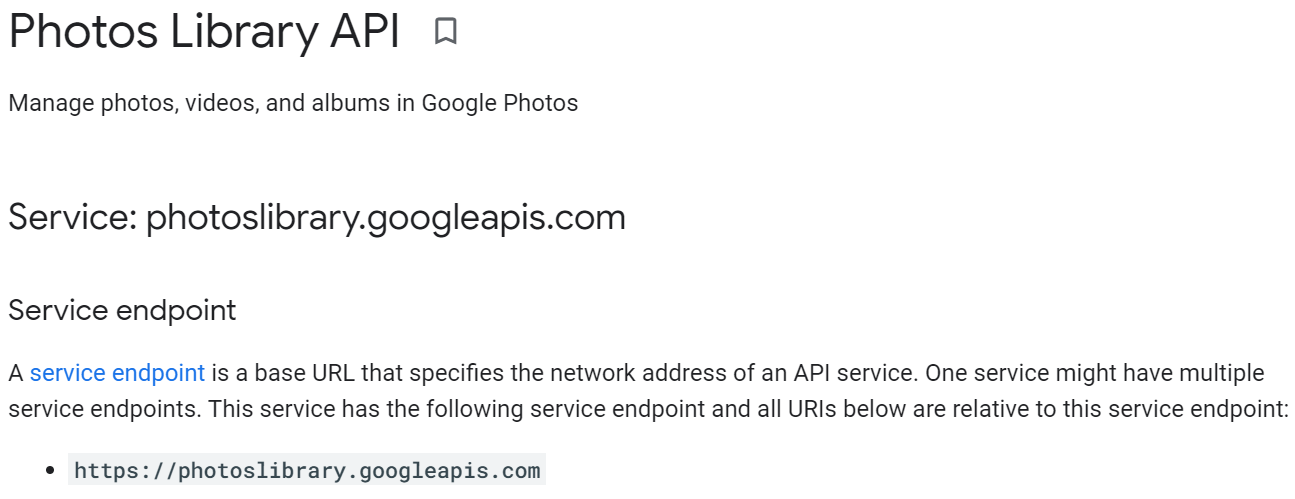 Photos Library API
Manage photos, videos, and albums in Google Photos
Service: photoslibrary.googleapis.com
Service endpoint
A service endpoint is a base URL that specifies the network address of an API service. One service might have multiple
service endpoints. This service has the following service endpoint and all URIs below are relative to this service endpoint:
• https://photoslibrary.googleapis.com